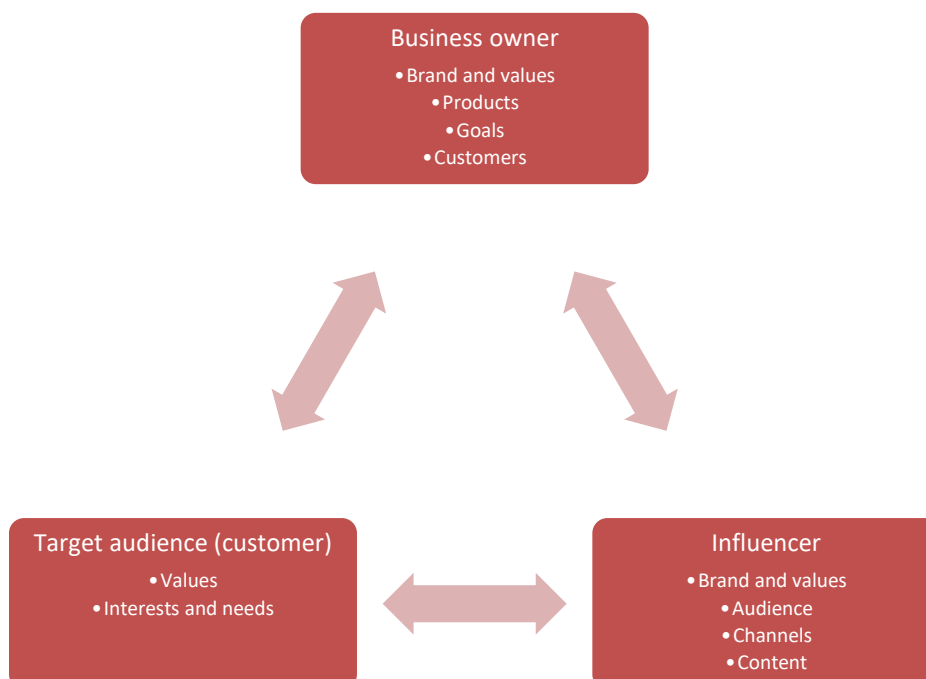 Business owner
•Brand and values
•Products
•Goals
•Customers
Target audience (customer)
•Values
•Interests and needs
Influencer
•Brand and values
•Audience
•Channels
•Content